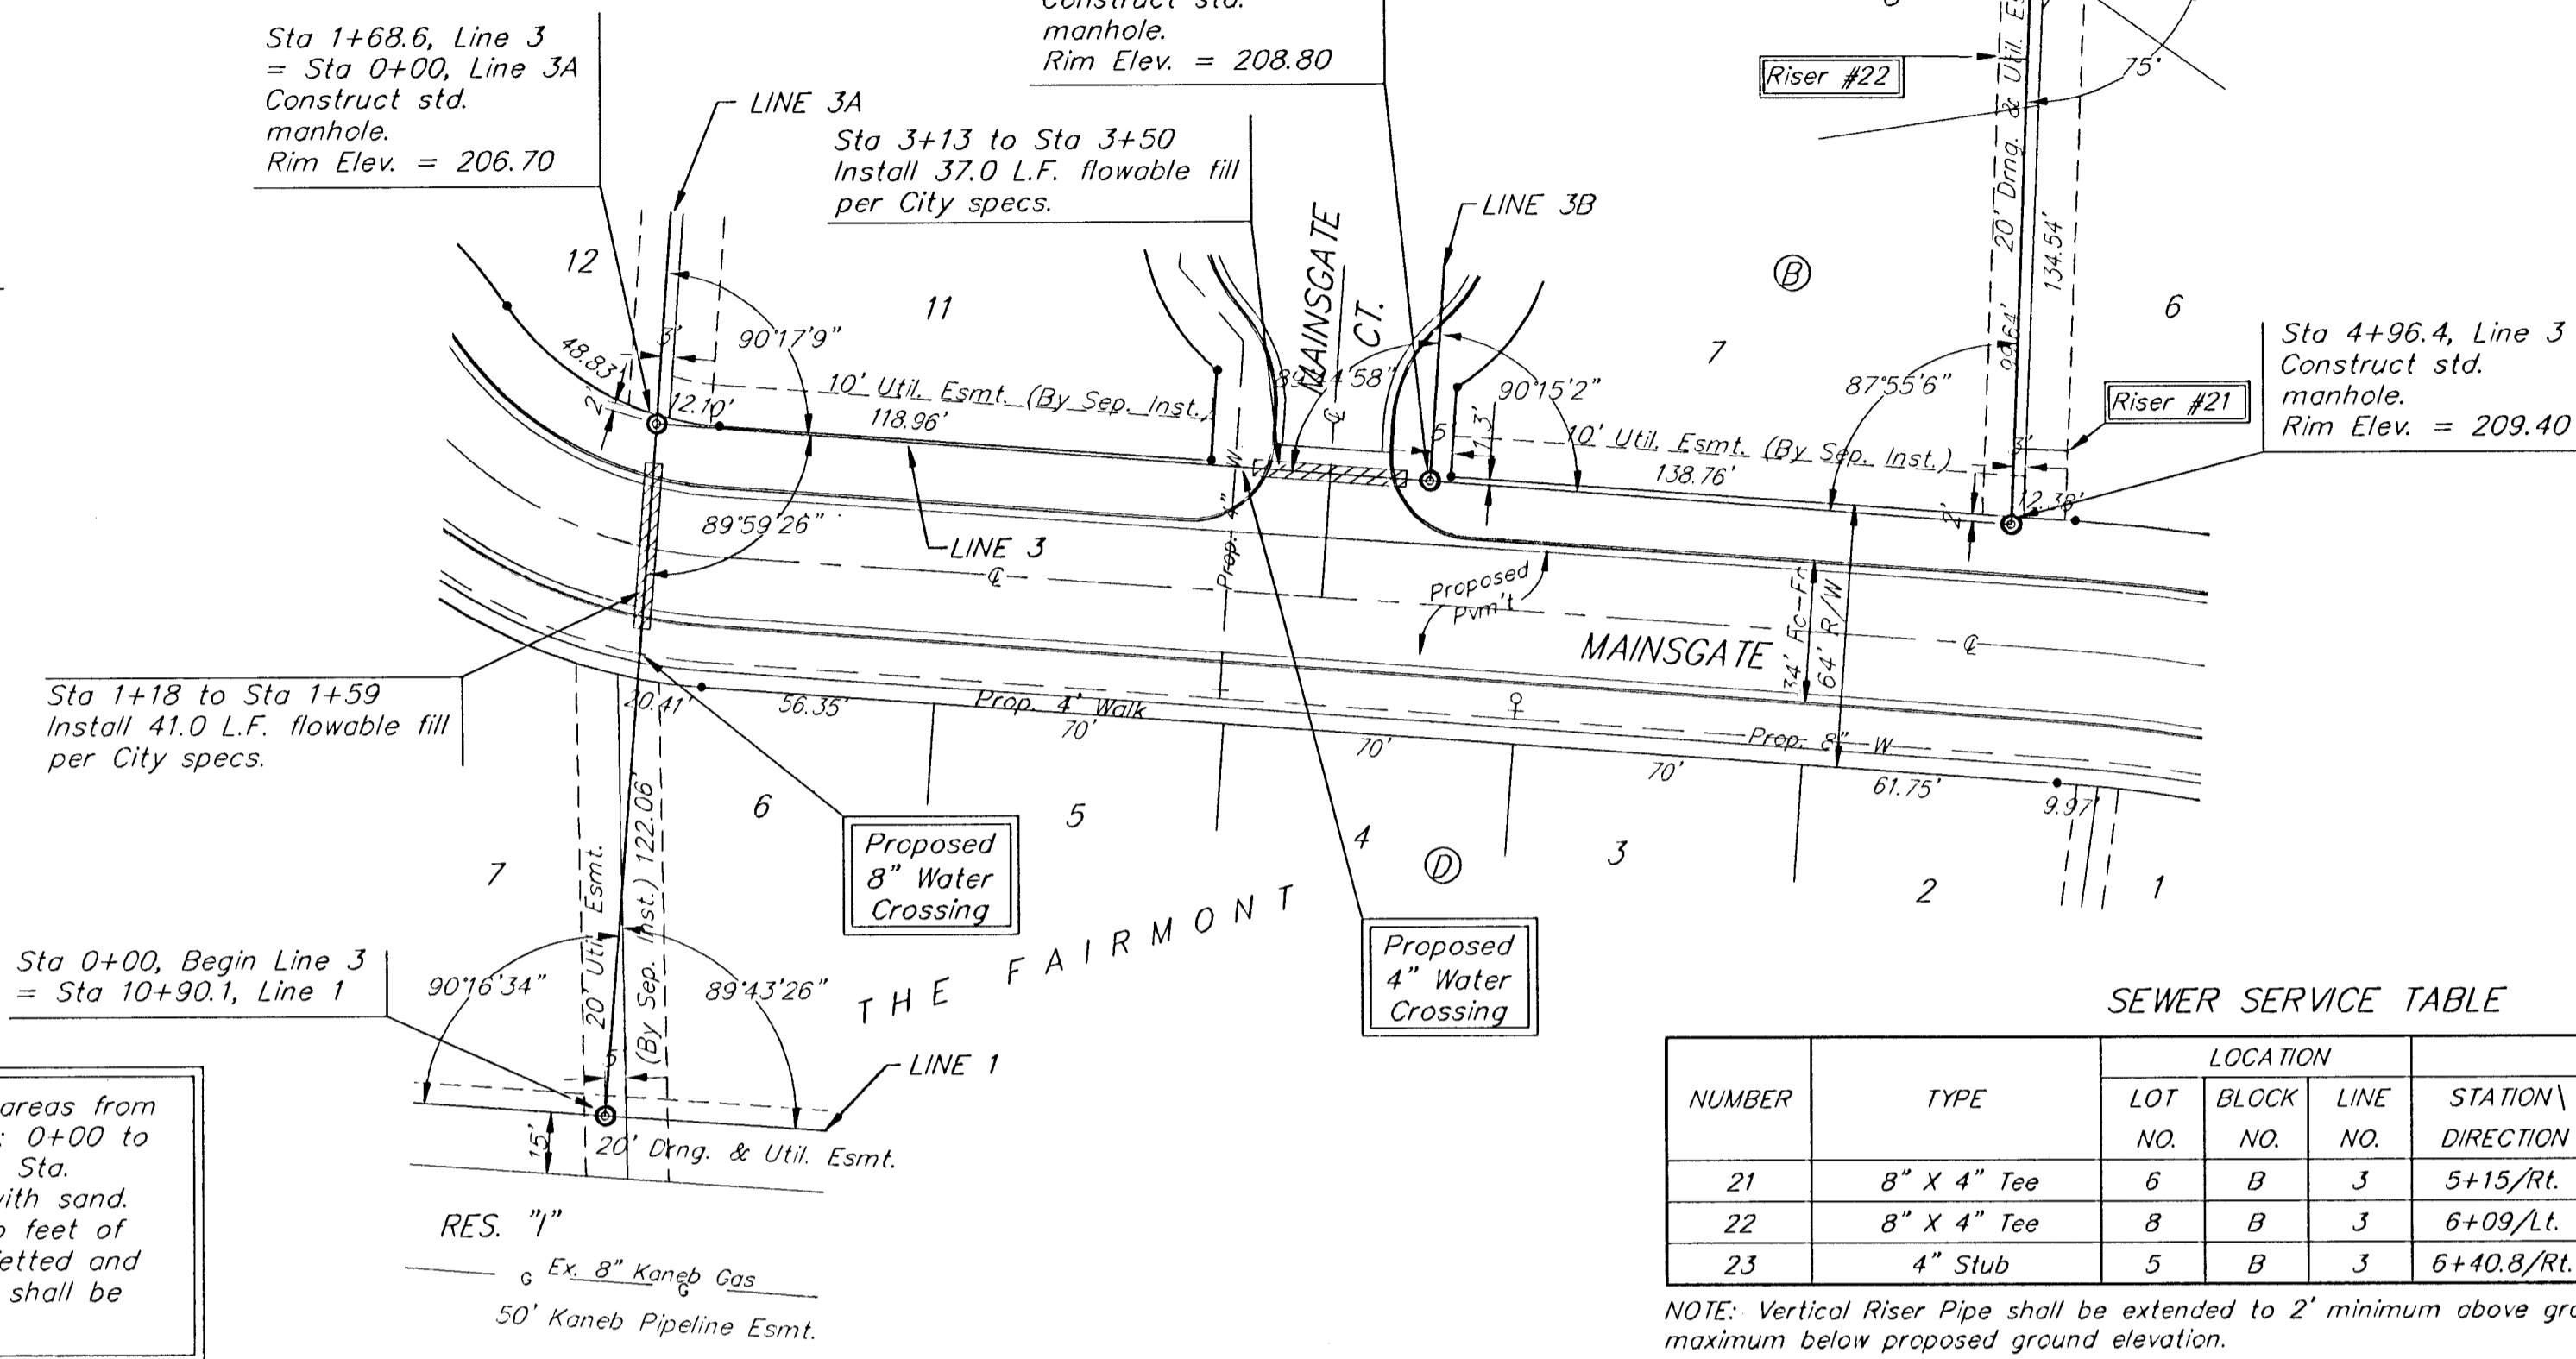 Sta 1+68.6, Line 3
= Sta 0+00, Line 3A
Construct std.
manhole.
Rim Elev. = 206.70
LINE 3A
Construct std.
manhole.
Rim Elev. = 208.80
Sta 3+13 to Sta 3+50
Install 37.0 L.F. flowable fill
per City specs.
LINE 3B
MAINSGATE
CT.
Riser #22
75'
20' Drng. & Util. Es
134.54'
99.64'
12
11
B
7
6
48.83'
3'
2'
90°17'9"
12.10'
10' Util. Esmt. (By Sep. Inst.)
118.96'
90°15'2"
5'
1.3'
10' Util. Esmt. (By Sep. Inst.)
138.76'
87°55'6"
3'
2'
12.38'
Riser #21
Sta 4+96.4, Line 3
Construct std.
manhole.
Rim Elev. = 209.40
89°59'26"
LINE 3
Prop. 4" W
Proposed
Pvm't
MAINSGATE
34' Fc-Fc
64' R/W
Sta 1+18 to Sta 1+59
Install 41.0 L.F. flowable fill
per City specs.
20.41'
56.35'
Prop. 4' Walk
70'
70'
70'
Prop. 8" W
61.75'
9.97'
7
6
5
4
D
3
2
1
Proposed
8" Water
Crossing
Proposed
4" Water
Crossing
THE FAIRMONT
20' Util. Esmt.
(By Sep. Inst.) 122.06'
Sta 0+00, Begin Line 3
= Sta 10+90.1, Line 1
90°16'34"
89°43'26"
LINE 1
15'
20' Drng. & Util. Esmt.
RES. "1"
G Ex. 8" Kaneb Gas
G
50' Kaneb Pipeline Esmt.
areas from
: 0+00 to
Sta.
with sand.
feet of
etted and
shall be
SEWER SERVICE TABLE
NUMBER TYPE LOCATION
LOT NO. BLOCK NO. LINE NO. STATION\ DIRECTION
21 8" X 4" Tee 6 B 3 5+15/Rt.
22 8" X 4" Tee 8 B 3 6+09/Lt.
23 4" Stub 5 B 3 6+40.8/Rt.
NOTE: Vertical Riser Pipe shall be extended to 2' minimum above gro
maximum below proposed ground elevation.